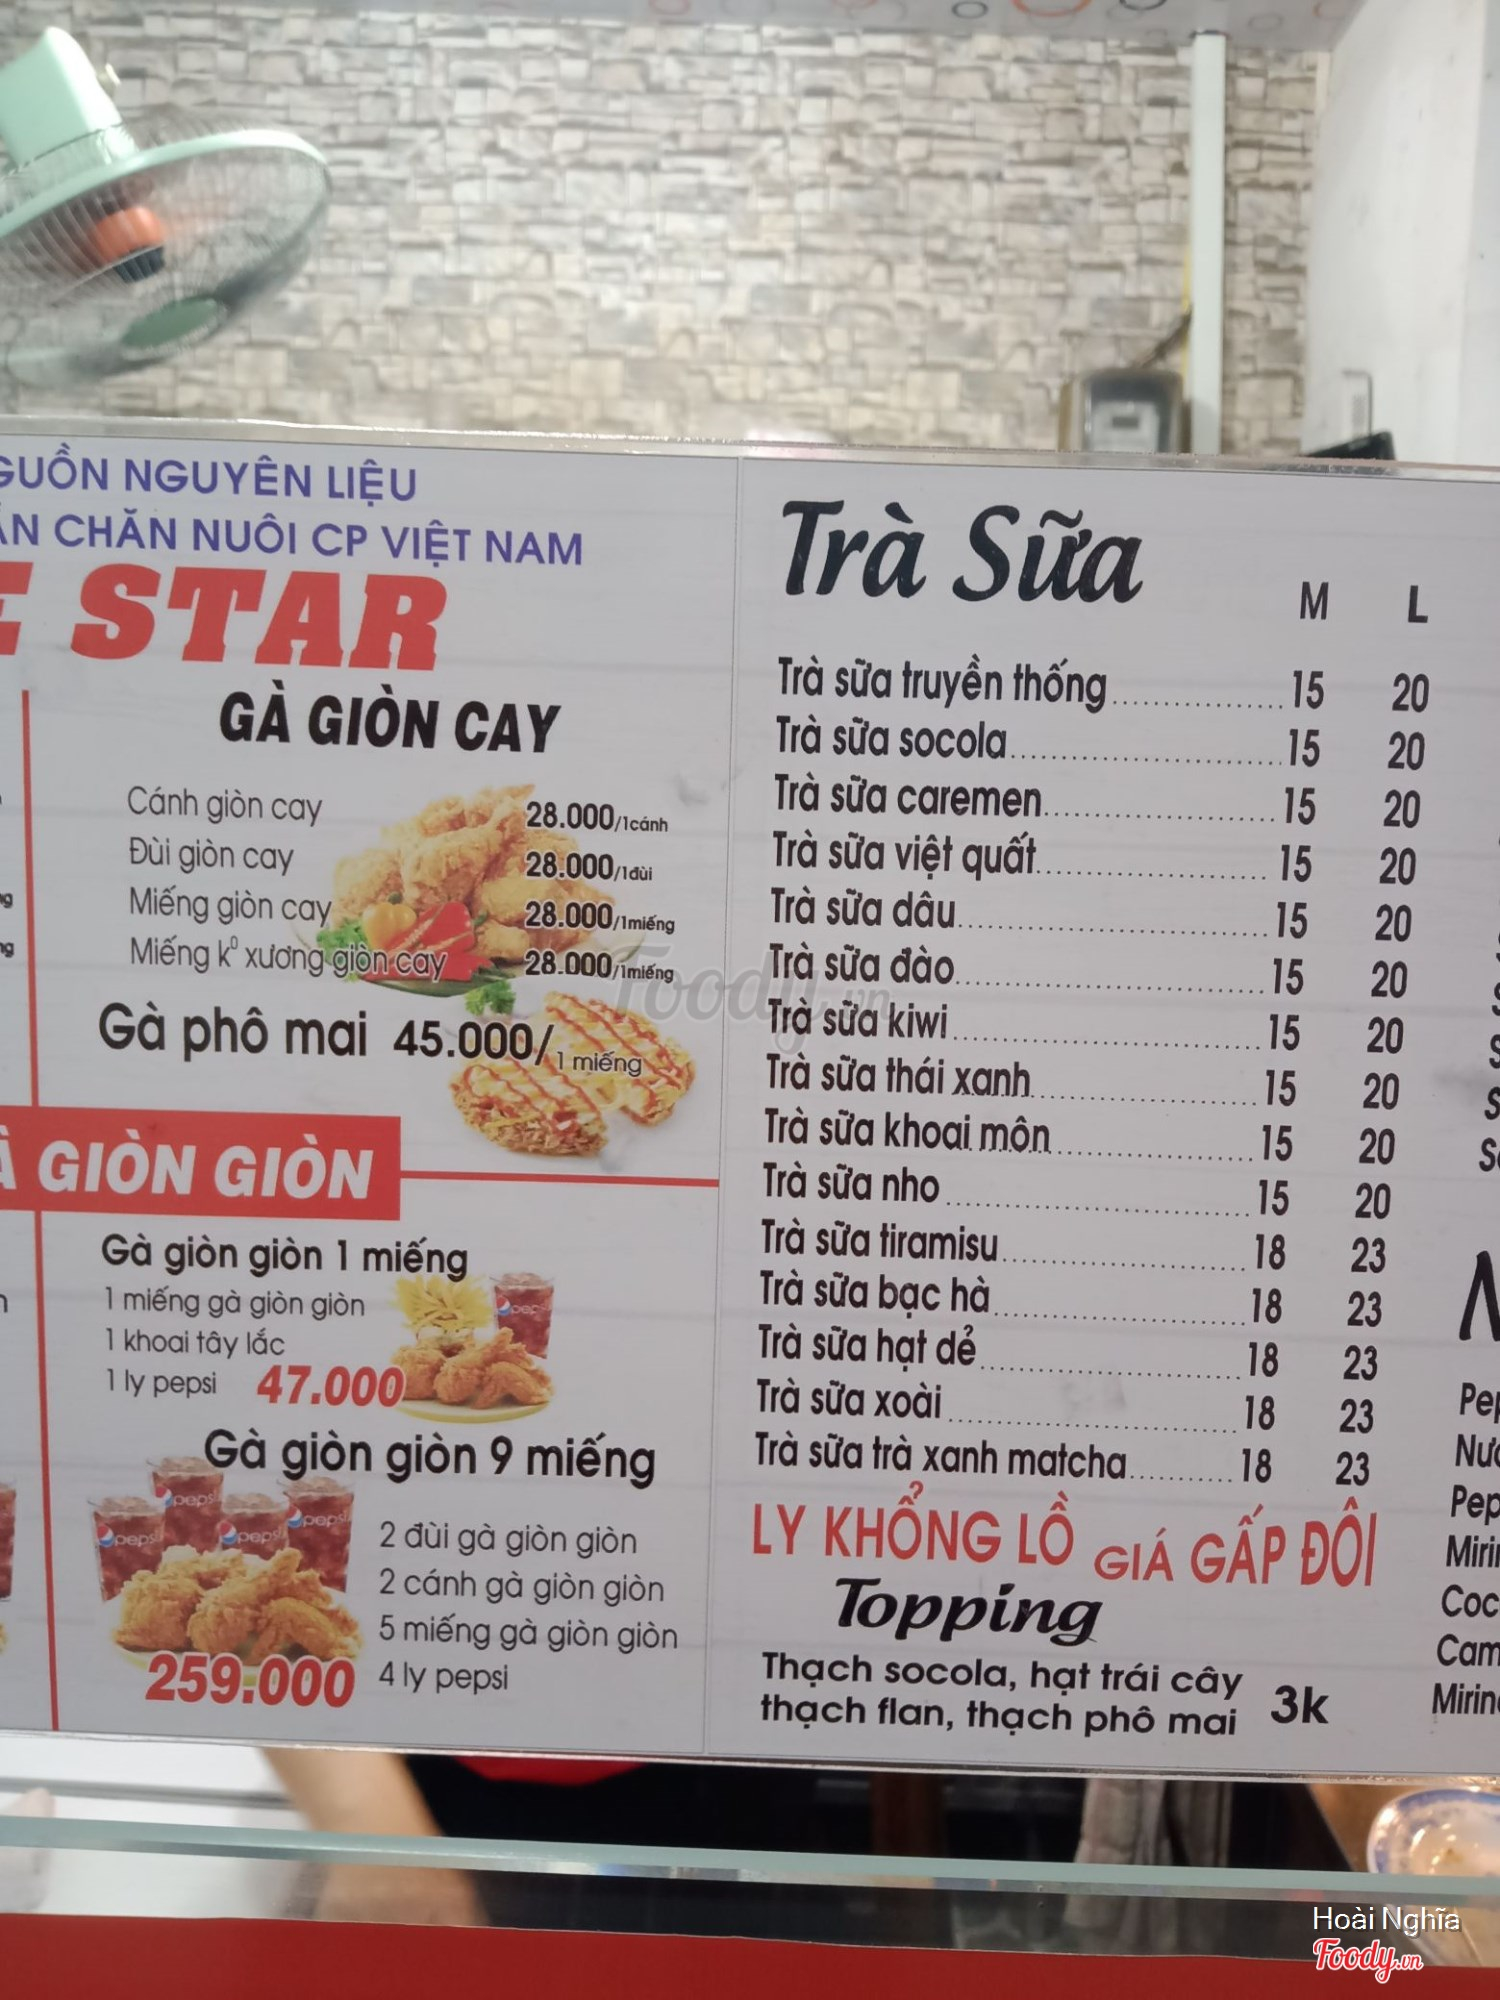 NGUYÊN LIỆU
CHĂN NUÔI CP VIỆT NAM
STAR
GÀ GIÒN CAY
Cánh giòn cay 28.000/1cánh
Đùi giòn cay 28.000/1đùi
Miếng giòn cay 28.000/1miếng
Miếng k⁰ xương giòn cay 28.000/1miếng
Gà phô mai 45.000/1 miếng
GIÒN GIÒN
Gà giòn giòn 1 miếng
1 miếng gà giòn giòn
1 khoai tây lắc
1 ly pepsi 47.000
Gà giòn giòn 9 miếng
2 đùi gà giòn giòn
2 cánh gà giòn giòn
5 miếng gà giòn giòn
4 ly pepsi
259.000
pepsi
pepsi
pepsi
pepsi
Trà Sữa
M L
Trà sữa truyền thống 15 20
Trà sữa socola 15 20
Trà sữa caremen 15 20
Trà sữa việt quất 15 20
Trà sữa dâu 15 20
Trà sữa đào 15 20
Trà sữa kiwi 15 20
Trà sữa thái xanh 15 20
Trà sữa khoai môn 15 20
Trà sữa nho 15 20
Trà sữa tiramisu 18 23
Trà sữa bạc hà 18 23
Trà sữa hạt dẻ 18 23
Trà sữa xoài 18 23
Trà sữa trà xanh matcha 18 23
LY KHỔNG LỒ GIÁ GẤP ĐÔI
Topping
Thạch socola, hạt trái cây
thạch flan, thạch phô mai 3k
Foody.vn
Hoài Nghĩa
Foody.vn